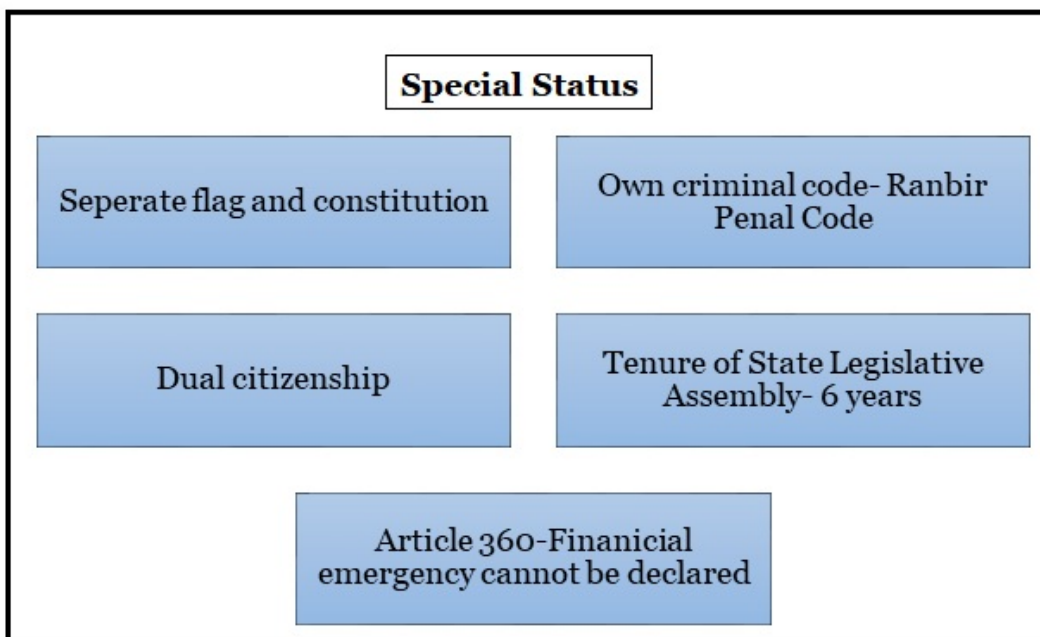 Special Status
Seperate flag and constitution
Own criminal code- Ranbir
Penal Code
Dual citizenship
Tenure of State Legislative
Assembly- 6 years
Article 360-Finanicial
emergency cannot be declared